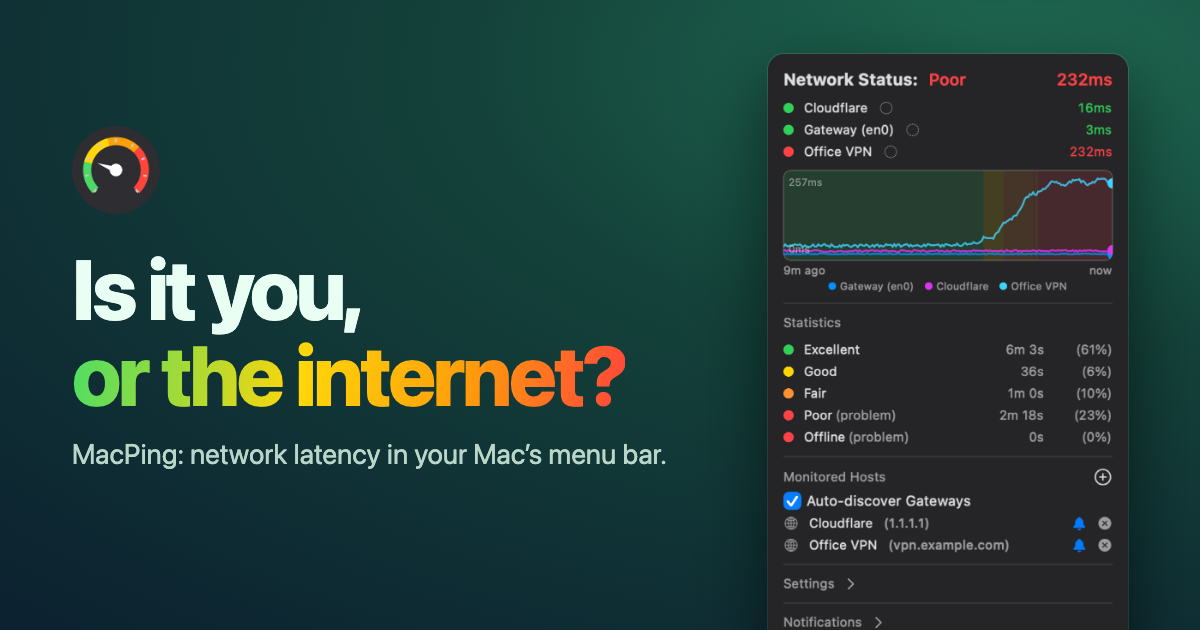 Is it you,
or the internet?
MacPing: network latency in your Mac’s menu bar.
Network Status: Poor 232ms
Cloudflare 16ms
Gateway (en0) 3ms
Office VPN 232ms
257ms
0ms
9m ago now
Gateway (en0) Cloudflare Office VPN
Statistics
Excellent 6m 3s (61%)
Good 36s (6%)
Fair 1m 0s (10%)
Poor (problem) 2m 18s (23%)
Offline (problem) 0s (0%)
Monitored Hosts
Auto-discover Gateways
Cloudflare (1.1.1.1)
Office VPN (vpn.example.com)
Settings
Notifications